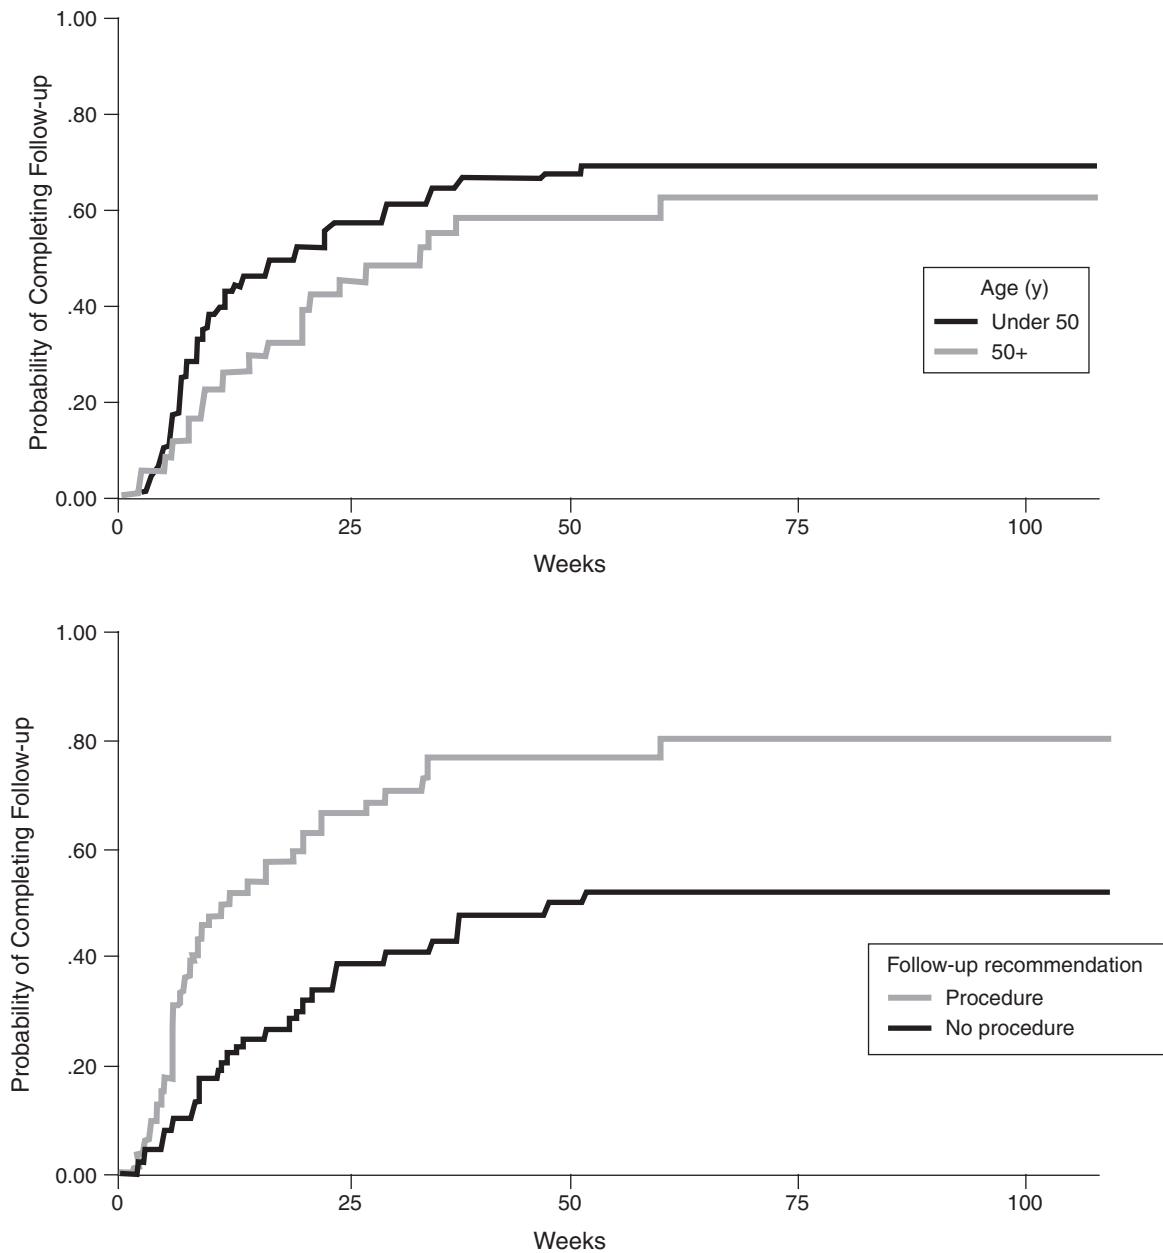 Probability of Completing Follow-up
1.00
.80
.60
.40
.20
0.00
0 25 50 75 100
Weeks
Age (y)
Under 50
50+
Probability of Completing Follow-up
1.00
.80
.60
.40
.20
0.00
0 25 50 75 100
Weeks
Follow-up recommendation
Procedure
No procedure